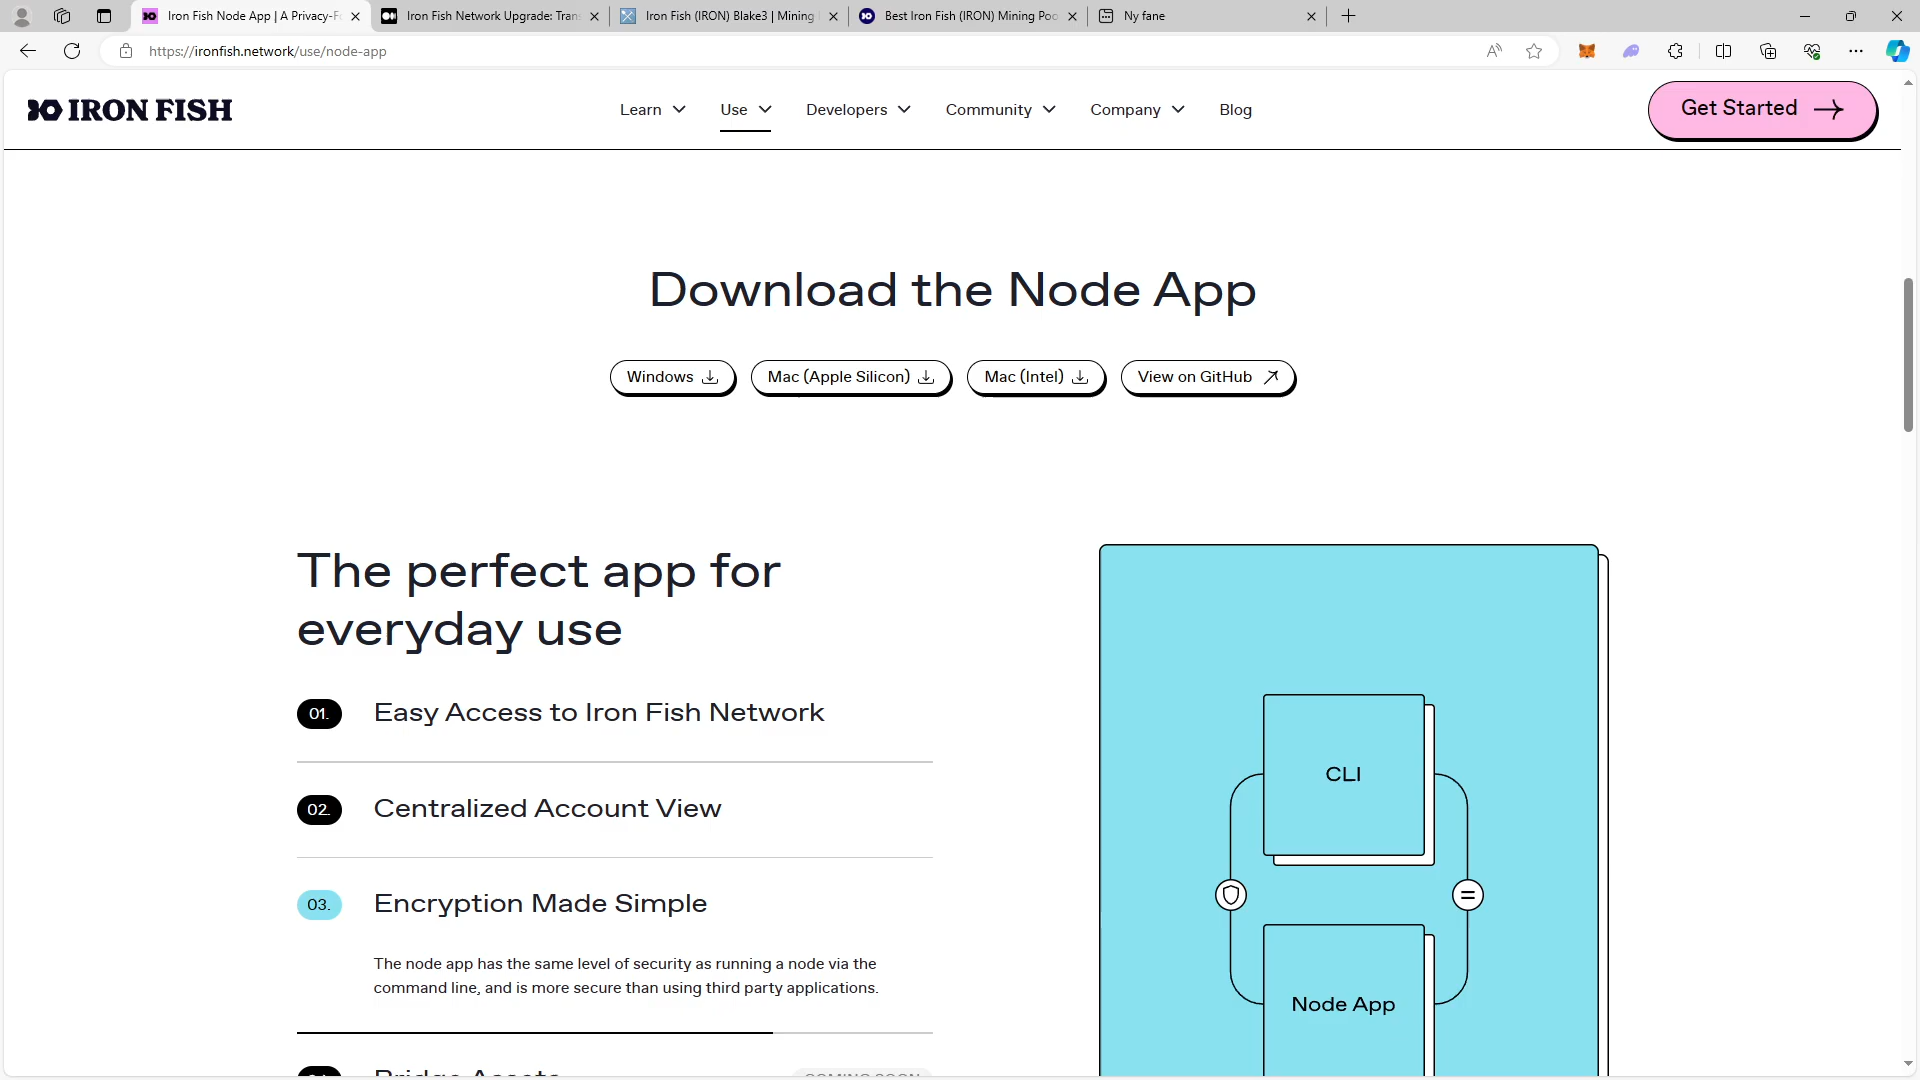 Iron Fish Node App | A Privacy-F
Iron Fish Network Upgrade: Tran
Iron Fish (IRON) Blake3 | Mining
Best Iron Fish (IRON) Mining Poo
Ny fane
https://ironfish.network/use/node-app
IRON FISH
Learn
Use
Developers
Community
Company
Blog
Get Started
Download the Node App
Windows
Mac (Apple Silicon)
Mac (Intel)
View on GitHub
The perfect app for
everyday use
01.
Easy Access to Iron Fish Network
02.
Centralized Account View
03.
Encryption Made Simple
The node app has the same level of security as running a node via the
command line, and is more secure than using third party applications.
Bridge Assets
COMING SOON
CLI
Node App